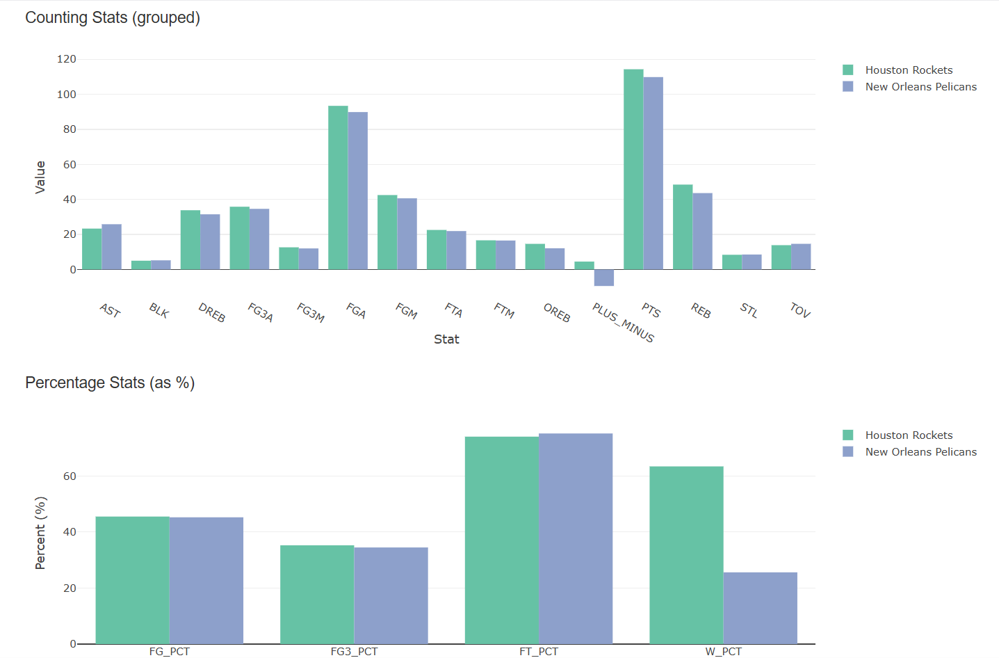 Counting Stats (grouped)
120
100
80
60
40
20
0
Value
AST
BLK
DREB
FG3A
FG3M
FGA
FGM
FTA
FTM
OREB
PLUS_MINUS
PTS
REB
STL
TOV
Stat
Houston Rockets
New Orleans Pelicans
Percentage Stats (as %)
60
40
20
0
Percent (%)
FG_PCT
FG3_PCT
FT_PCT
W_PCT
Houston Rockets
New Orleans Pelicans